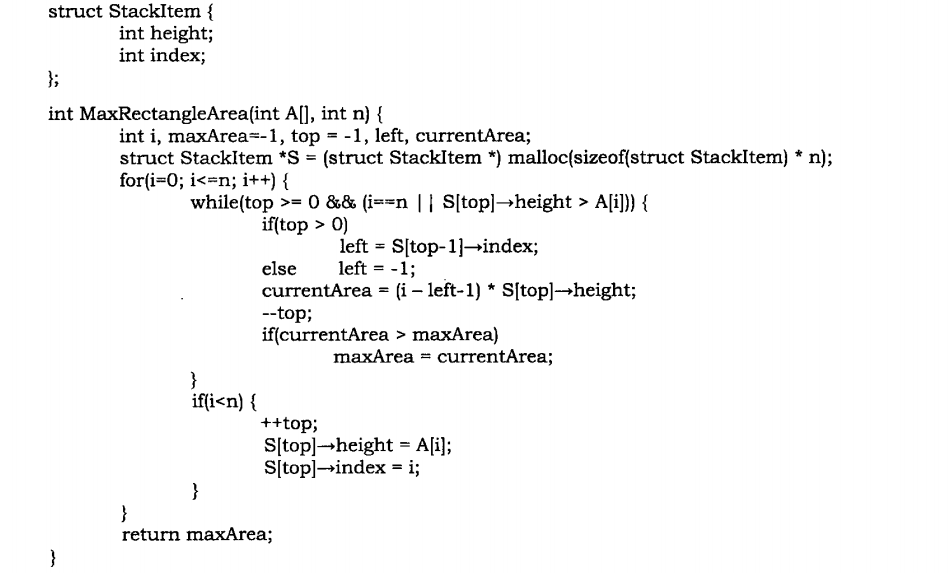 struct StackItem {
int height;
int index;
};
int MaxRectangleArea(int A[], int n) {
int i, maxArea=-1, top = -1, left, currentArea;
struct StackItem *S = (struct StackItem *) malloc(sizeof(struct StackItem) * n);
for(i=0; i<=n; i++) {
while(top >= 0 && (i==n | | S[top]→height > A[i])) {
if(top > 0)
left = S[top-1]→index;
else left = -1;
currentArea = (i – left-1) * S[top]→height;
--top;
if(currentArea > maxArea)
maxArea = currentArea;
}
if(i<n) {
++top;
S[top]→height = A[i];
S[top]→index = i;
}
}
return maxArea;
}